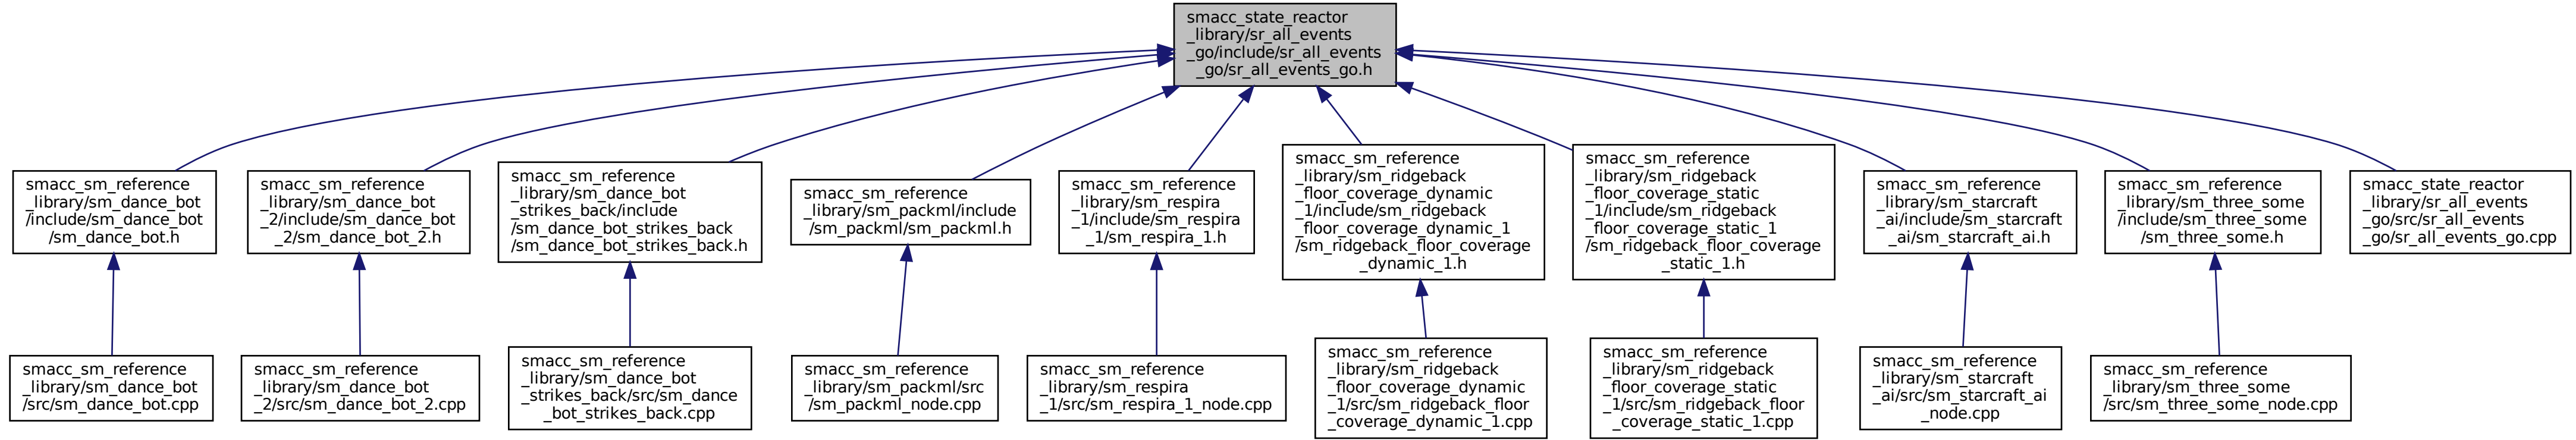 smacc_state_reactor
_library/sr_all_events
_go/include/sr_all_events
_go/sr_all_events_go.h
smacc_sm_reference
_library/sm_dance_bot
/include/sm_dance_bot
/sm_dance_bot.h
smacc_sm_reference
_library/sm_dance_bot
_2/include/sm_dance_bot
_2/sm_dance_bot_2.h
smacc_sm_reference
_library/sm_dance_bot
_strikes_back/include
/sm_dance_bot_strikes_back
/sm_dance_bot_strikes_back.h
smacc_sm_reference
_library/sm_packml/include
/sm_packml/sm_packml.h
smacc_sm_reference
_library/sm_respira
_1/include/sm_respira
_1/sm_respira_1.h
smacc_sm_reference
_library/sm_ridgeback
_floor_coverage_dynamic
_1/include/sm_ridgeback
_floor_coverage_dynamic_1
/sm_ridgeback_floor_coverage
_dynamic_1.h
smacc_sm_reference
_library/sm_ridgeback
_floor_coverage_static
_1/include/sm_ridgeback
_floor_coverage_static_1
/sm_ridgeback_floor_coverage
_static_1.h
smacc_sm_reference
_library/sm_starcraft
_ai/include/sm_starcraft
_ai/sm_starcraft_ai.h
smacc_sm_reference
_library/sm_three_some
/include/sm_three_some
/sm_three_some.h
smacc_state_reactor
_library/sr_all_events
_go/src/sr_all_events
_go/sr_all_events_go.cpp
smacc_sm_reference
_library/sm_dance_bot
/src/sm_dance_bot.cpp
smacc_sm_reference
_library/sm_dance_bot
_2/src/sm_dance_bot_2.cpp
smacc_sm_reference
_library/sm_dance_bot
_strikes_back/src/sm_dance
_bot_strikes_back.cpp
smacc_sm_reference
_library/sm_packml/src
/sm_packml_node.cpp
smacc_sm_reference
_library/sm_respira
_1/src/sm_respira_1_node.cpp
smacc_sm_reference
_library/sm_ridgeback
_floor_coverage_dynamic
_1/src/sm_ridgeback_floor
_coverage_dynamic_1.cpp
smacc_sm_reference
_library/sm_ridgeback
_floor_coverage_static
_1/src/sm_ridgeback_floor
_coverage_static_1.cpp
smacc_sm_reference
_library/sm_starcraft
_ai/src/sm_starcraft_ai
_node.cpp
smacc_sm_reference
_library/sm_three_some
/src/sm_three_some_node.cpp